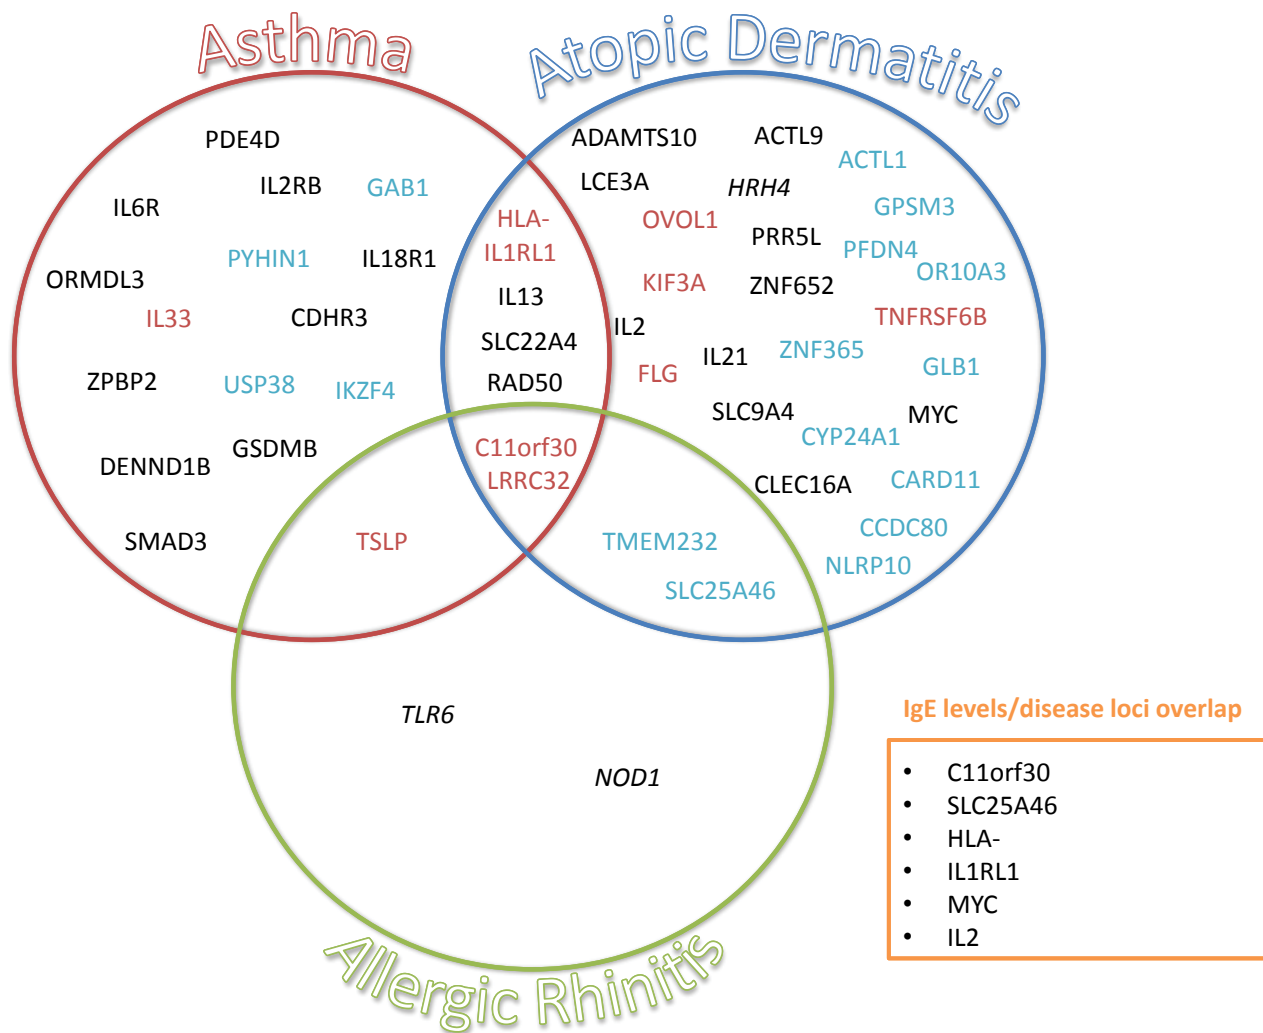 Asthma
Atopic Dermatitis
PDE4D
IL2RB
GAB1
IL6R
PYHIN1
IL18R1
ORMDL3
IL33
CDHR3
ZPBP2
USP38
IKZF4
GSDMB
DENND1B
SMAD3
HLA-
IL1RL1
IL13
SLC22A4
RAD50
C11orf30
LRRC32
TSLP
ADAMTS10
ACTL9
ACTL1
LCE3A
HRH4
GPSM3
OVOL1
PRR5L
PFDN4
OR10A3
KIF3A
ZNF652
TNFRSF6B
IL2
IL21
ZNF365
GLB1
FLG
SLC9A4
MYC
CYP24A1
CLEC16A
CARD11
CCDC80
NLRP10
TMEM232
SLC25A46
TLR6
NOD1
Allergic Rhinitis
IgE levels/disease loci overlap
• C11orf30
• SLC25A46
• HLA-
• IL1RL1
• MYC
• IL2